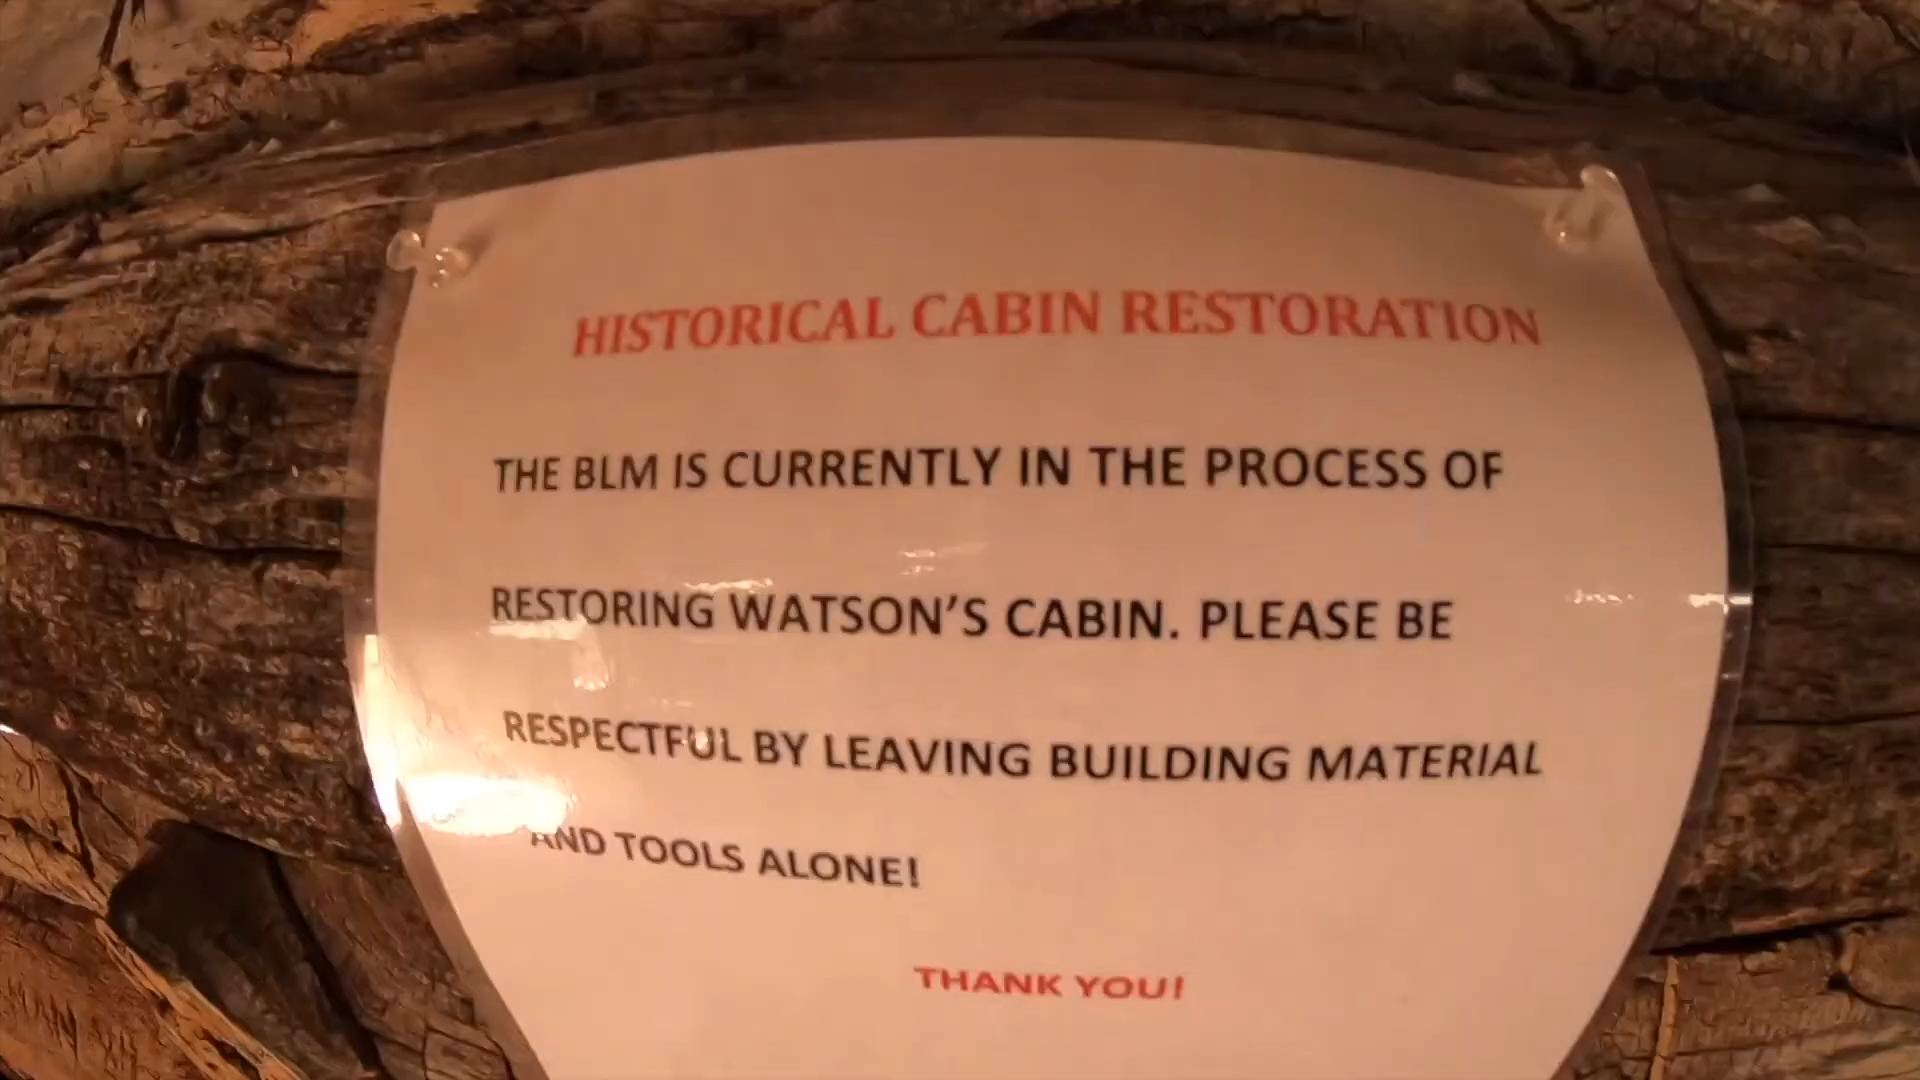 HISTORICAL CABIN RESTORATION
THE BLM IS CURRENTLY IN THE PROCESS OF
RESTORING WATSON'S CABIN. PLEASE BE
RESPECTFUL BY LEAVING BUILDING MATERIAL
AND TOOLS ALONE!
THANK YOU!